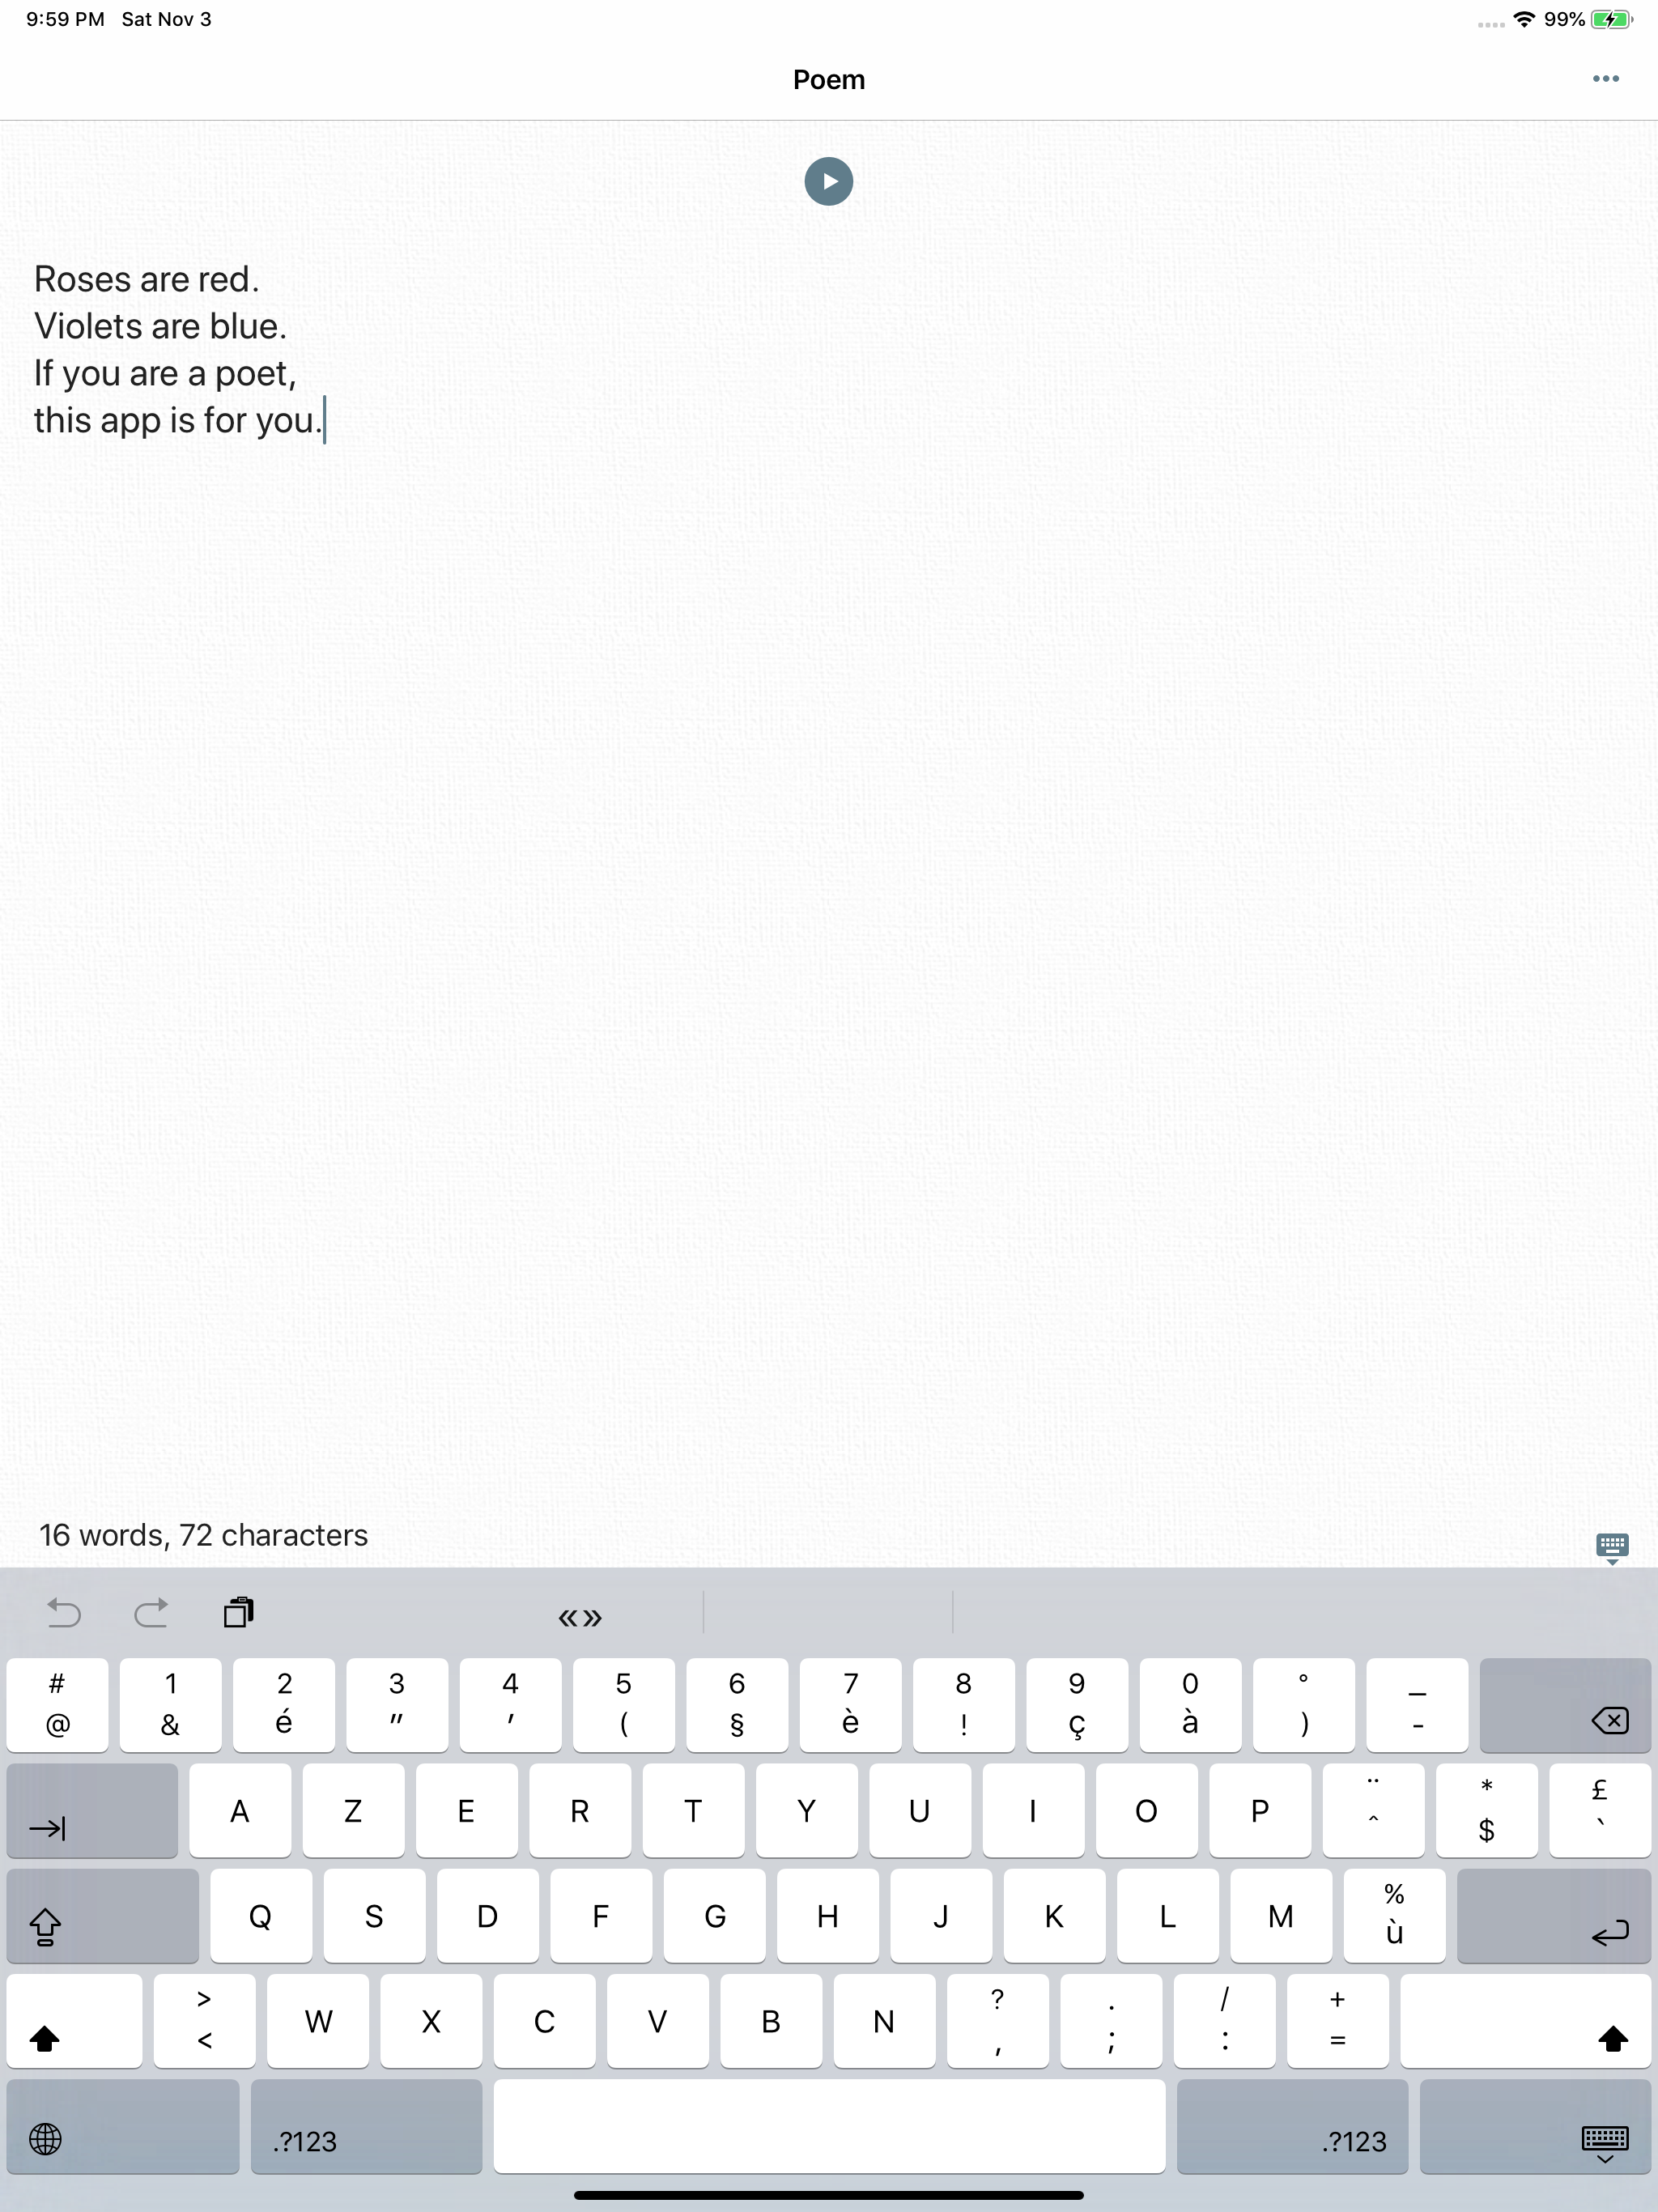 9:59 PM Sat Nov 3 99%
Poem
Roses are red.
Violets are blue.
If you are a poet,
this app is for you.
16 words, 72 characters
«»
# 1 2 3 4 5 6 7 8 9 0 ° _
@ & é " ' ( § è ! ç à ) -
A Z E R T Y U I O P ¨ * £
^ $ `
Q S D F G H J K L M % ù
> W X C V B N ? . / +
< , ; : =
.?123 .?123